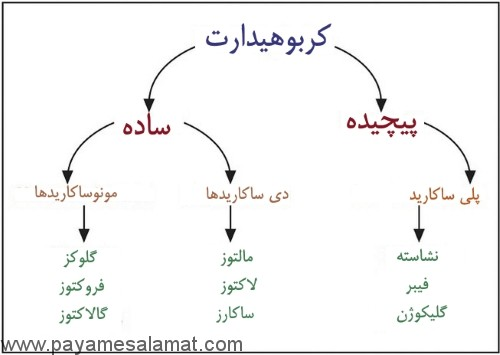 کربوهیدارت
پیچیده
ساده
پلی ساکارید
دی ساکاریدها
مونوساکاریدها
نشاسته
فیبر
گلیکوژن
مالتوز
لاکتوز
ساکارز
گلوکز
فروکتوز
گالاکتوز
www.payamesalamat.com